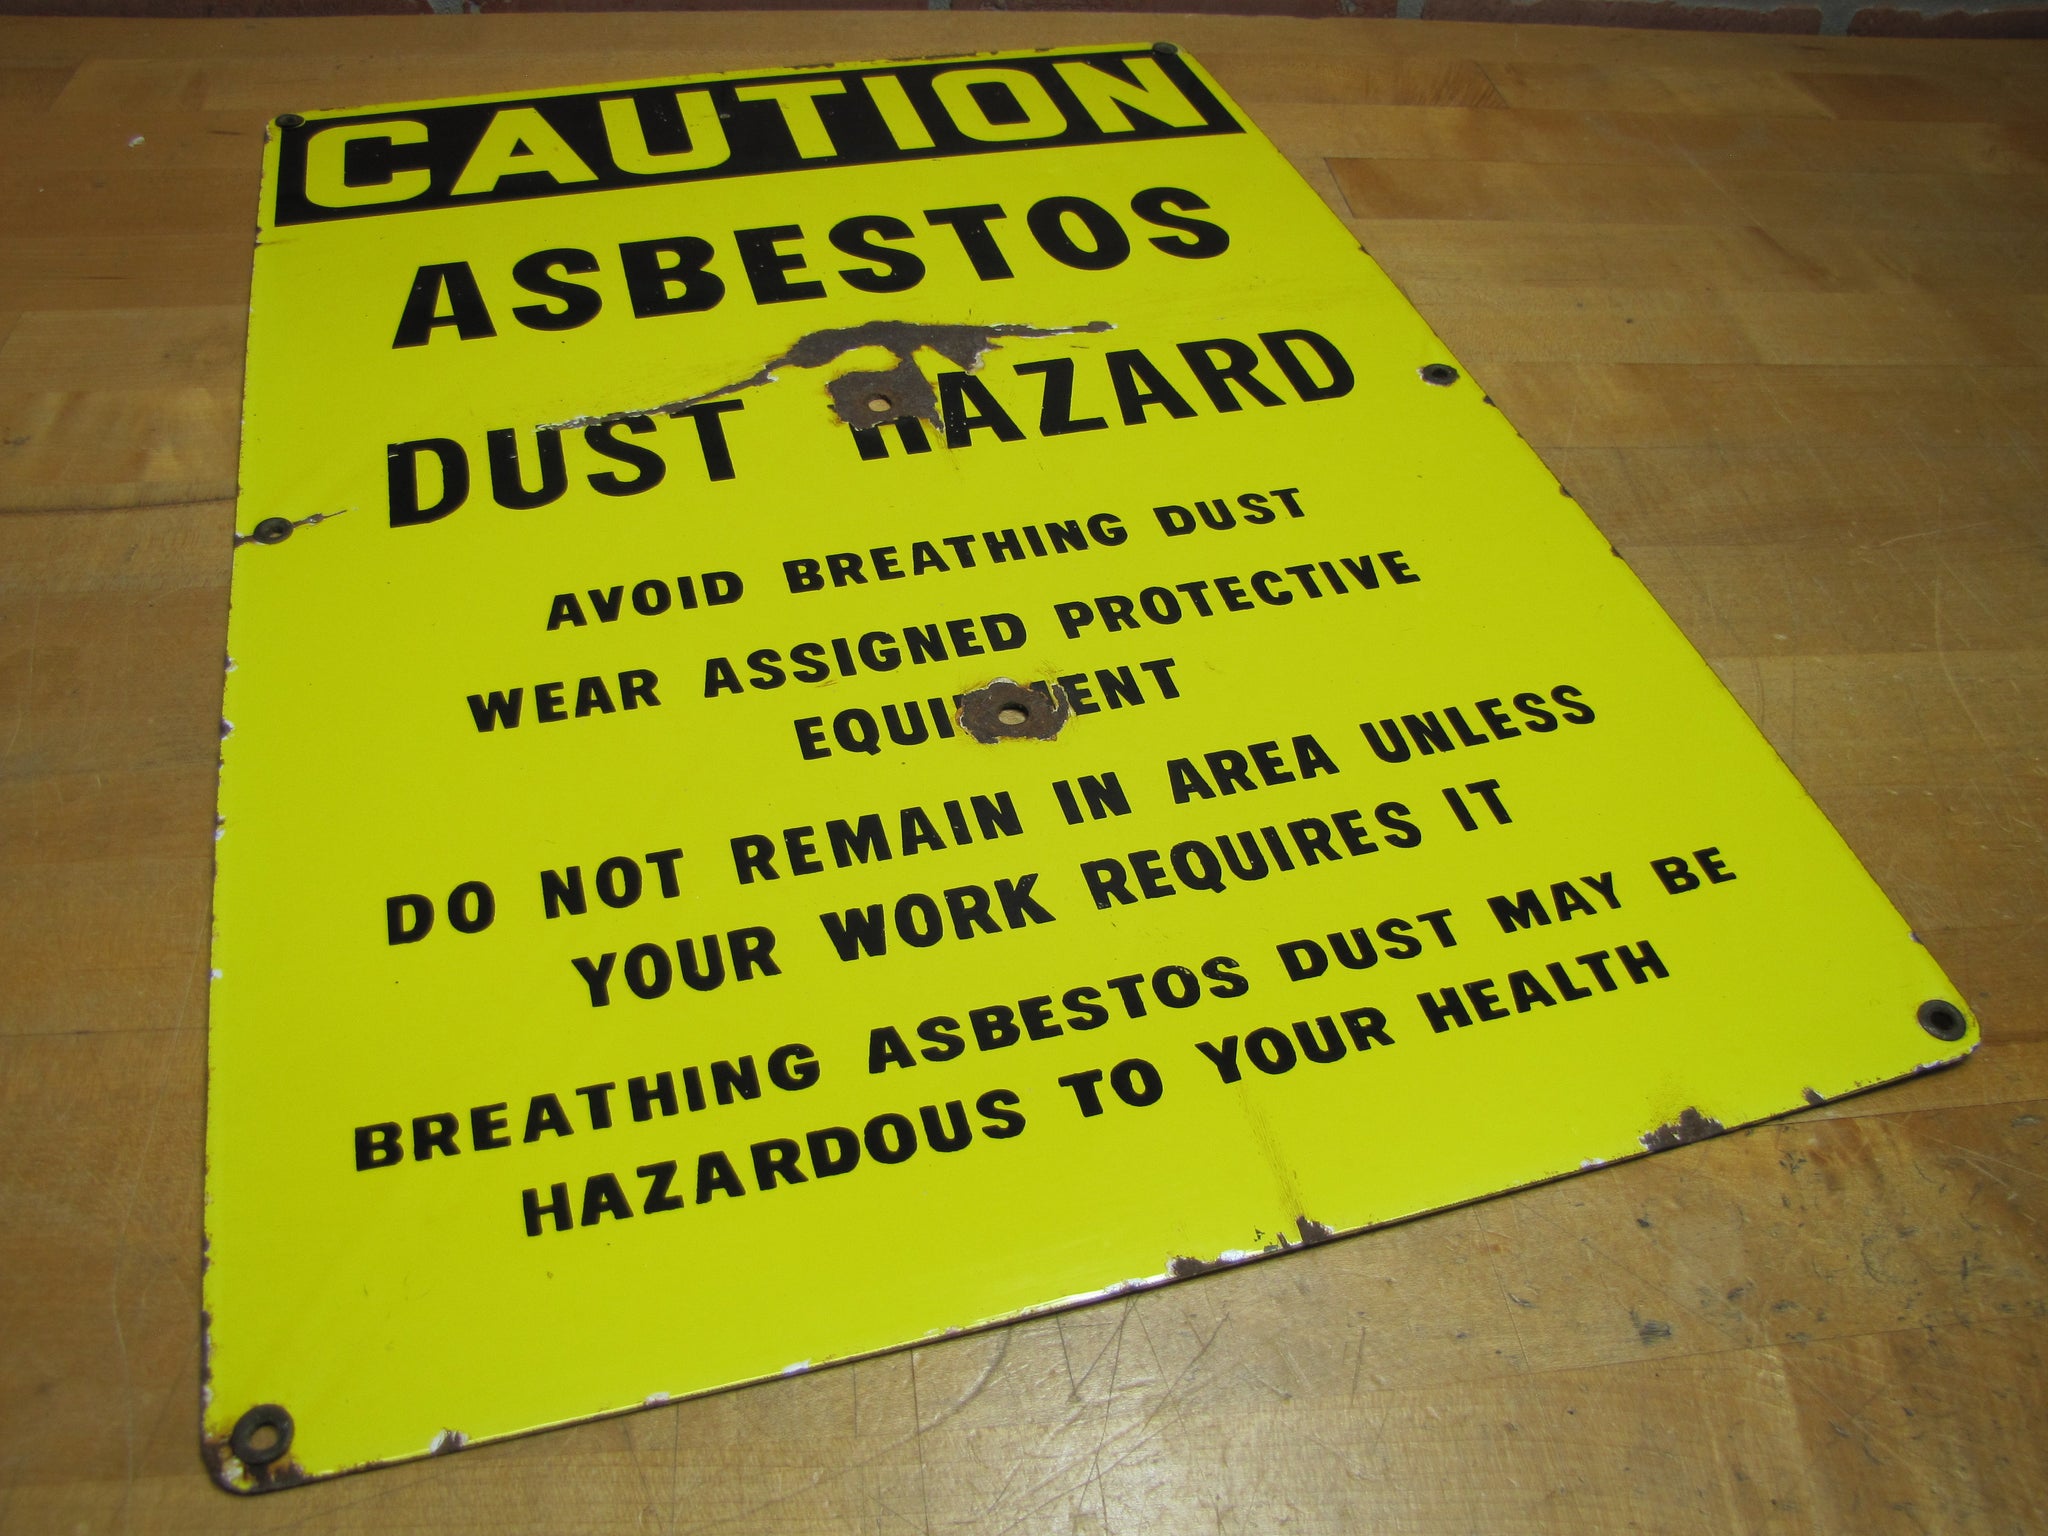 CAUTION
ASBESTOS
DUST HAZARD
AVOID BREATHING DUST
WEAR ASSIGNED PROTECTIVE
EQUIPMENT
DO NOT REMAIN IN AREA UNLESS
YOUR WORK REQUIRES IT
BREATHING ASBESTOS DUST MAY BE
HAZARDOUS TO YOUR HEALTH